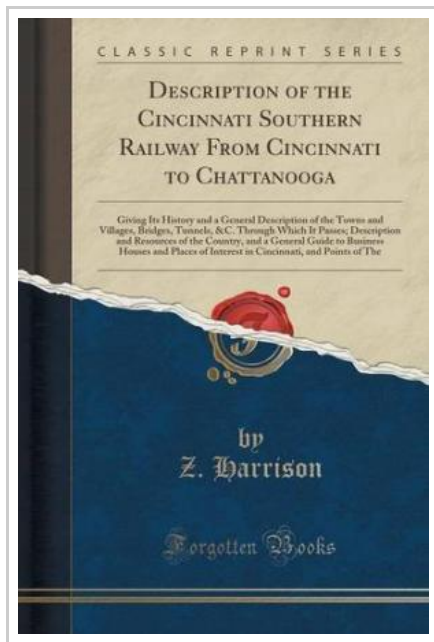 CLASSIC REPRINT SERIES
DESCRIPTION OF THE
CINCINNATI SOUTHERN
RAILWAY FROM CINCINNATI
TO CHATTANOOGA
Giving Its History and a General Description of the Towns and
Villages, Bridges, Tunnels, &C. Through Which It Passes; Description
and Resources of the Country, and a General Guide to Business
Houses and Places of Interest in Cincinnati, and Points of The
by
Z. Harrison
Forgotten Books